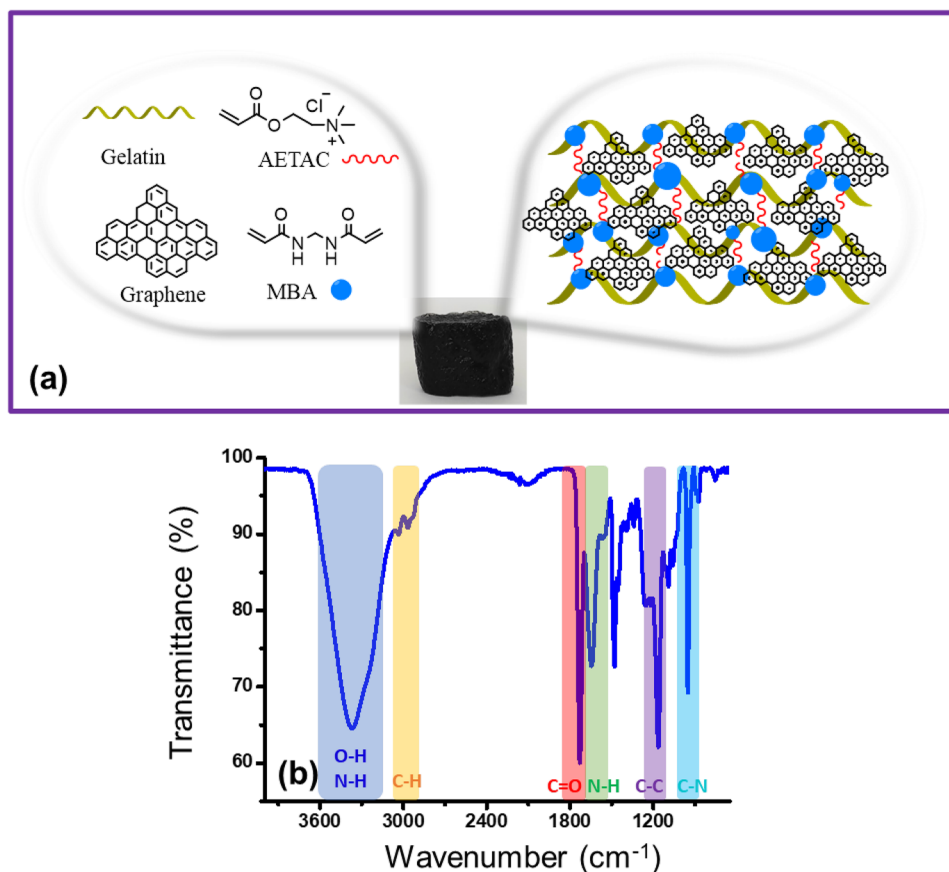 O
Cl−
O
N
+
Gelatin
AETAC
O
O
N
N
H
H
Graphene
MBA
(a)
100
90
80
70
60
Transmittance (%)
O-H
N-H
C-H
C=O
N-H
C-C
C-N
(b)
3600
3000
2400
1800
1200
Wavenumber (cm-1)